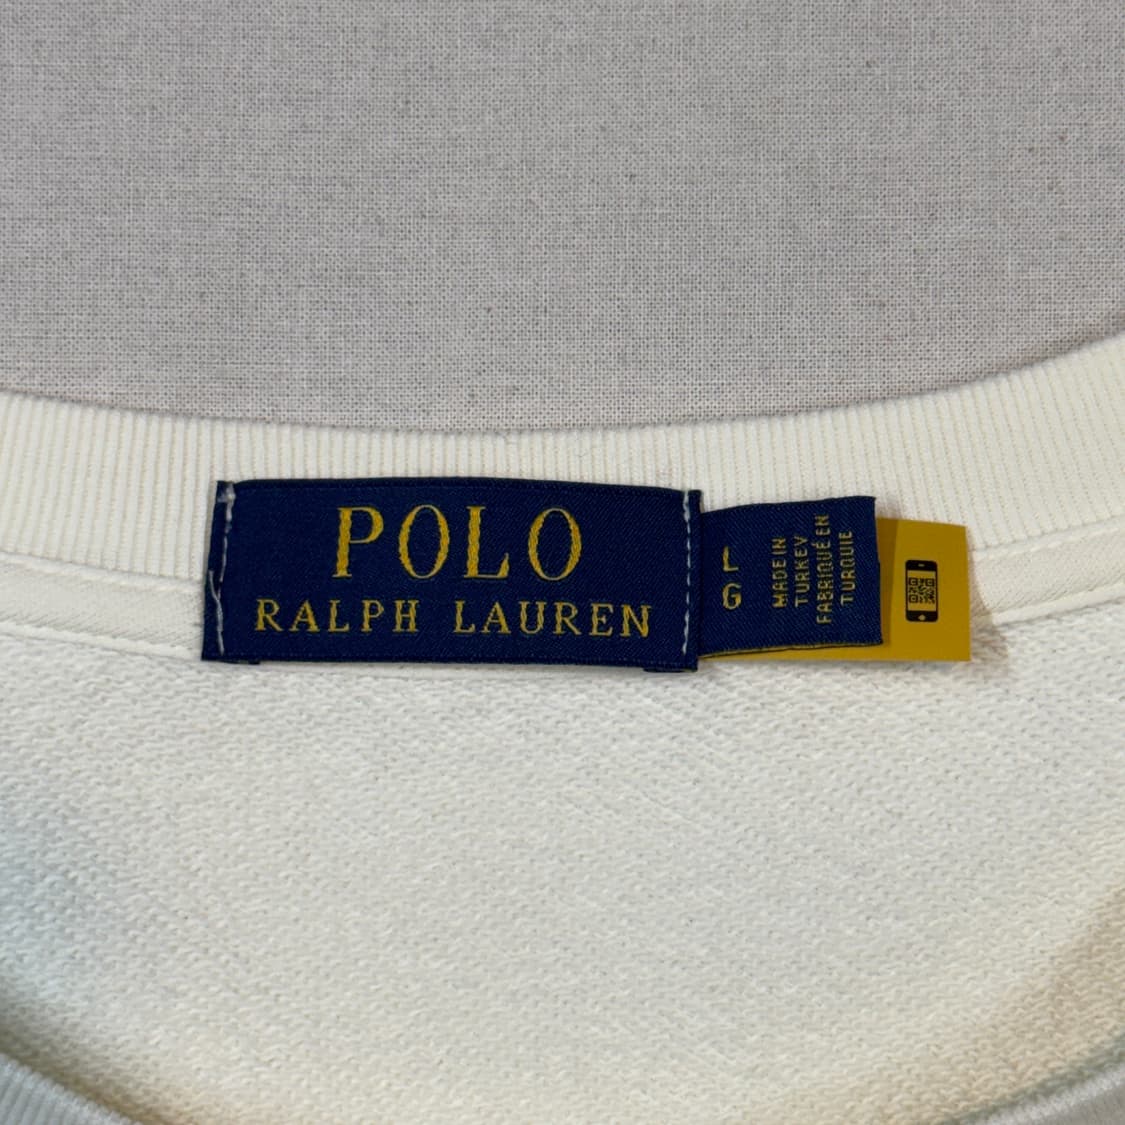 POLO
RALPH LAUREN
L
G
MADE IN
TURKEY
FABRIQUÉ EN
TURQUIE